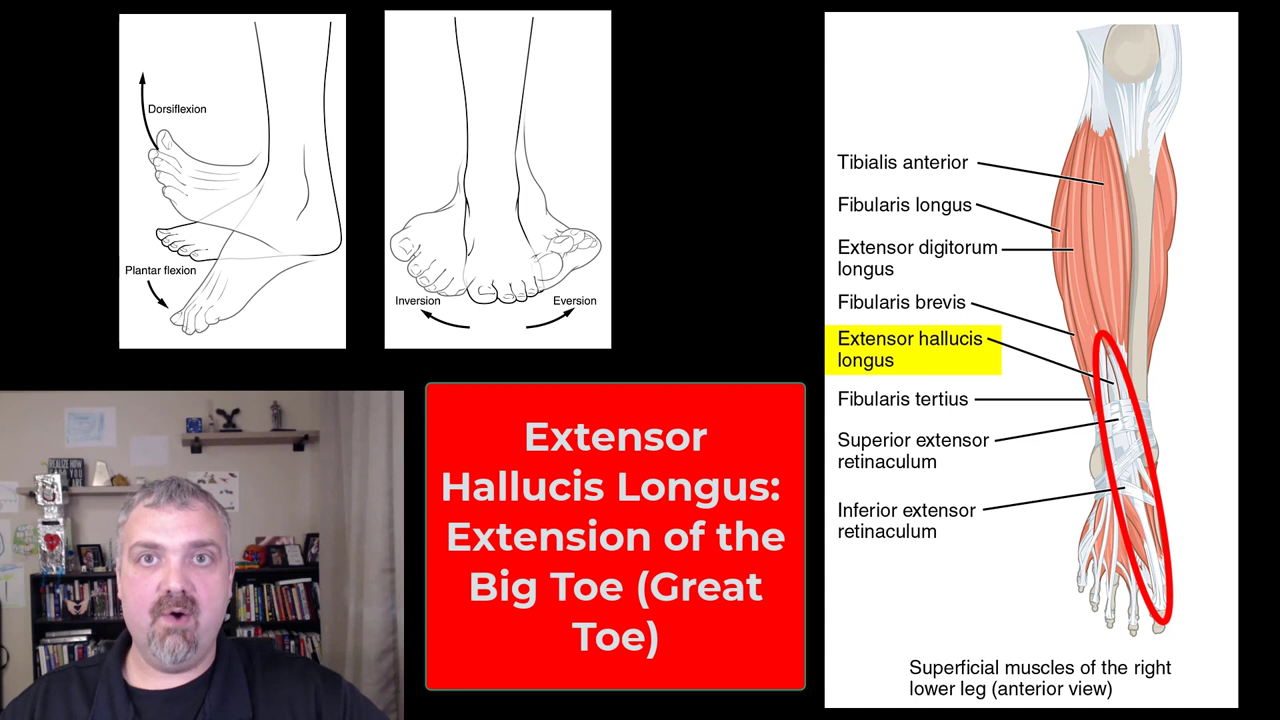 Dorsiflexion
Plantar flexion
Inversion
Eversion
Tibialis anterior
Fibularis longus
Extensor digitorum
longus
Fibularis brevis
Extensor hallucis
longus
Fibularis tertius
Superior extensor
retinaculum
Inferior extensor
retinaculum
Superficial muscles of the right
lower leg (anterior view)
Extensor
Hallucis Longus:
Extension of the
Big Toe (Great
Toe)
REALIZE HOW